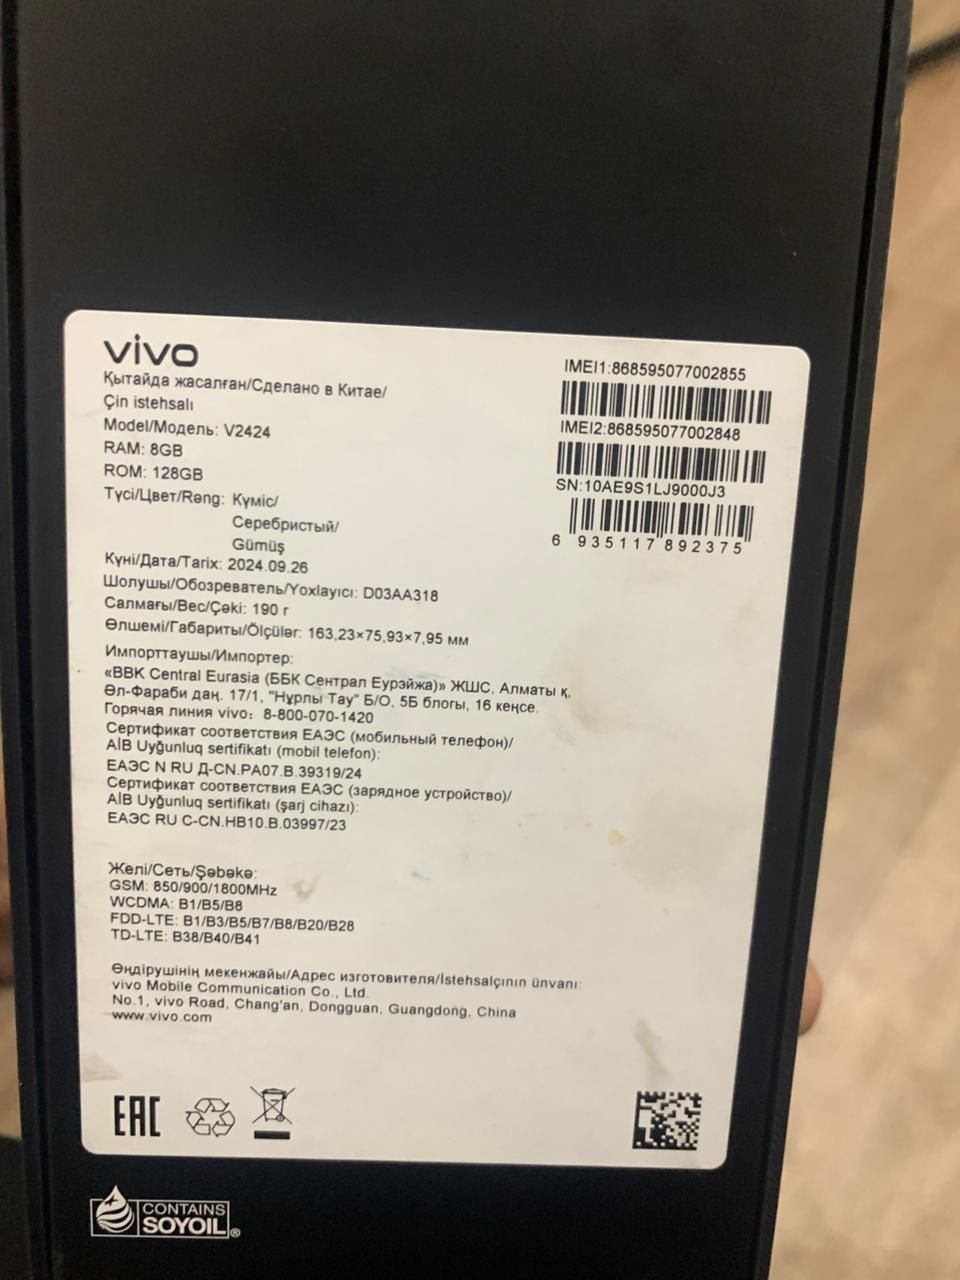 vivo
Қытайда жасалған/Сделано в Китае/
Çin istehsalı
Model/Модель: V2424
RAM: 8GB
ROM: 128GB
Түсі/Цвет/Rəng: Күміс/
Серебристый/
Gümüş
Күні/Дата/Tarix: 2024.09.26
Шолушы/Обозреватель/Yoxlayıcı: D03AA318
Салмағы/Вес/Çəki: 190 г
Өлшемі/Габариты/Ölçülər: 163,23×75,93×7,95 мм
Импорттаушы/Импортер:
«BBK Central Eurasia (ББК Сентрал Еурэйжа)» ЖШС, Алматы қ,
Әл-Фараби даң. 17/1, "Нұрлы Тау" Б/О, 5Б блогы, 16 кеңсе.
Горячая линия vivo: 8-800-070-1420
Сертификат соответствия ЕАЭС (мобильный телефон)/
AİB Uyğunluq sertifikatı (mobil telefon):
ЕАЭС N RU Д-CN.РА07.В.39319/24
Сертификат соответствия ЕАЭС (зарядное устройство)/
AİB Uyğunluq sertifikatı (şarj cihazı):
ЕАЭС RU С-CN.НВ10.В.03997/23
Желі/Сеть/Şəbəkə:
GSM: 850/900/1800MHz
WCDMA: B1/B5/B8
FDD-LTE: B1/B3/B5/B7/B8/B20/B28
TD-LTE: B38/B40/B41
Өндірушінің мекенжайы/Адрес изготовителя/İstehsalçının ünvanı:
vivo Mobile Communication Co., Ltd.
No.1, vivo Road, Chang'an, Dongguan, Guangdong, China
www.vivo.com
IMEI1:868595077002855
IMEI2:868595077002848
SN:10AE9S1LJ9000J3
6 935117 892375
EAC
CONTAINS
SOYOIL®